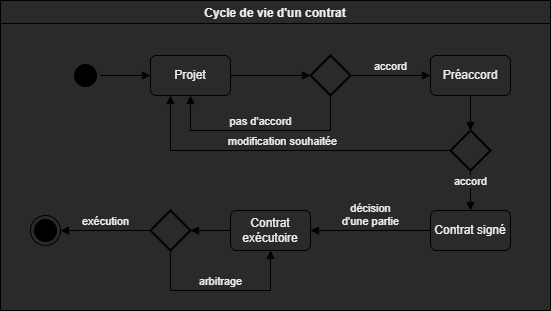 Cycle de vie d'un contrat
Projet
accord
Préaccord
pas d'accord
modification souhaitée
accord
exécution
Contrat
exécutoire
décision
d'une partie
Contrat signé
arbitrage